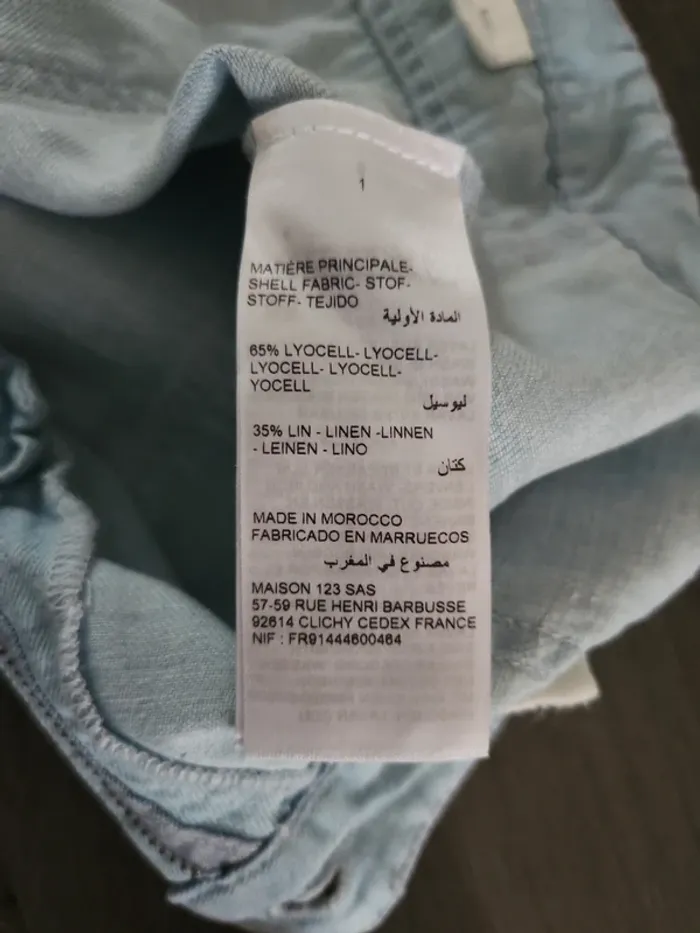 1
MATIÈRE PRINCIPALE-
SHELL FABRIC- STOF-
STOFF- TEJIDO
المادة الأولية
65% LYOCELL- LYOCELL-
LYOCELL- LYOCELL-
YOCELL
ليوسيل
35% LIN - LINEN -LINNEN
- LEINEN - LINO
كتان
MADE IN MOROCCO
FABRICADO EN MARRUECOS
مصنوع في المغرب
MAISON 123 SAS
57-59 RUE HENRI BARBUSSE
92614 CLICHY CEDEX FRANCE
NIF : FR91444600464